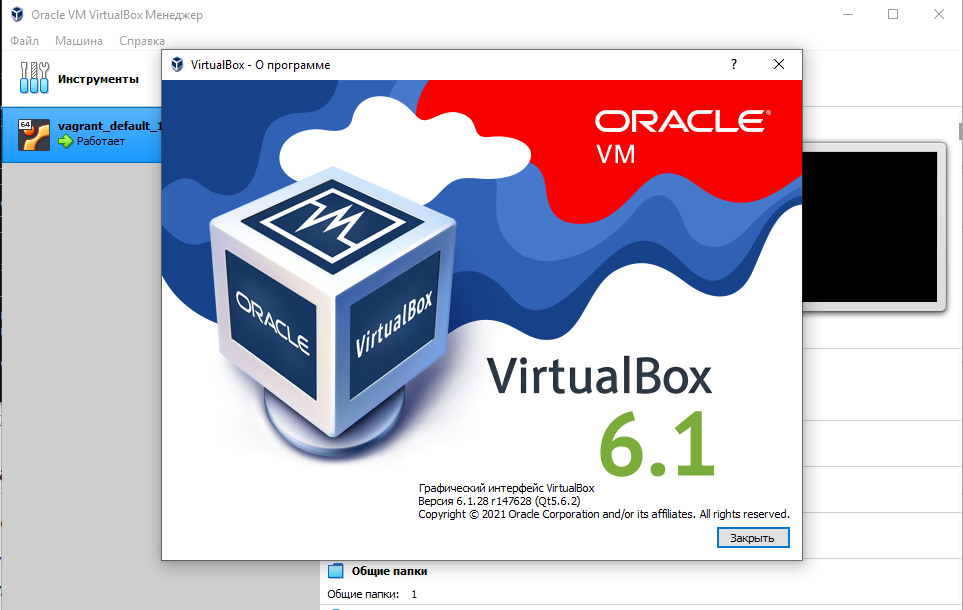 Oracle VM VirtualBox Менеджер
Файл Машина Справка
Инструменты
64
vagrant_default_1
Работает
VirtualBox - О программе
?
ORACLE®
VM
ORACLE
VirtualBox
VirtualBox
6.1
Графический интерфейс VirtualBox
Версия 6.1.28 r147628 (Qt5.6.2)
Copyright © 2021 Oracle Corporation and/or its affiliates. All rights reserved.
Закрыть
Общие папки
Общие папки: 1